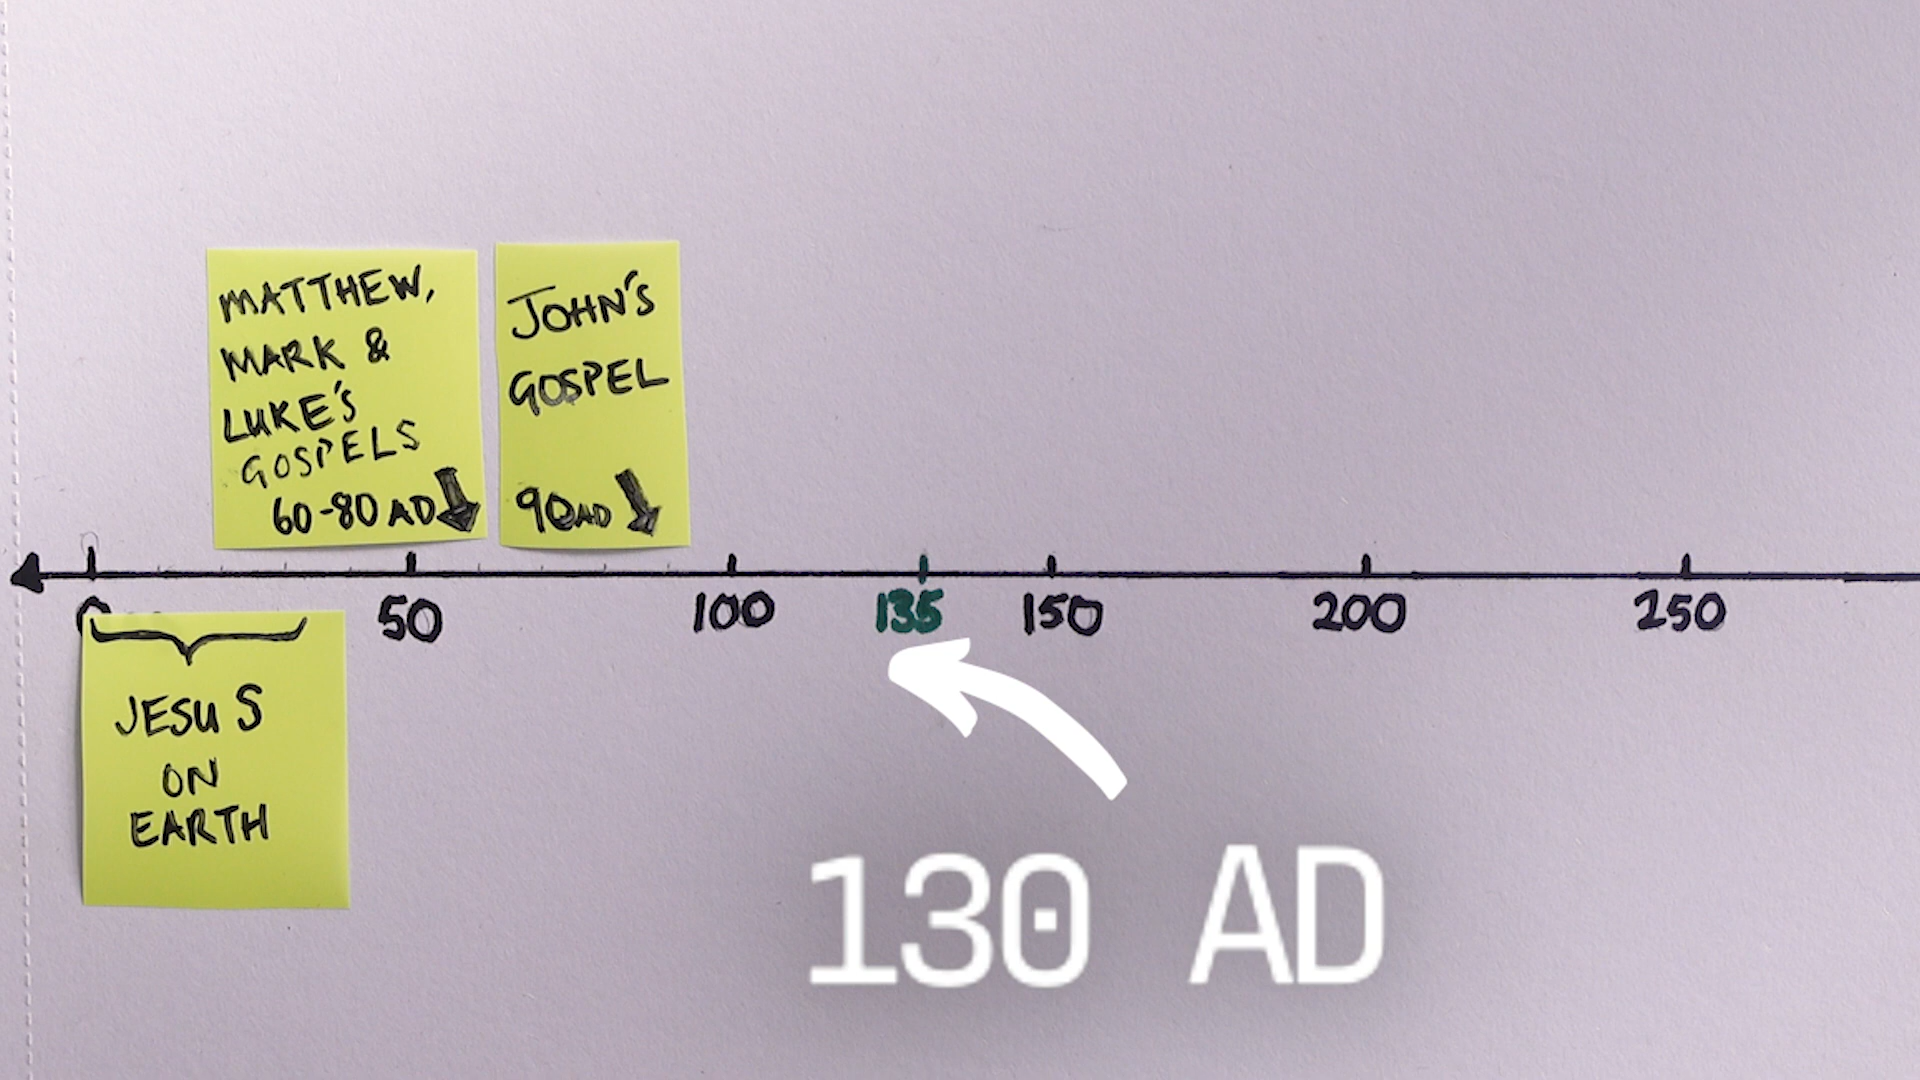 MATTHEW,
MARK &
LUKE'S
GOSPELS
60-80 AD
JOHN'S
GOSPEL
90AD
0 50 100 135 150 200 250
JESUS
ON
EARTH
130 AD